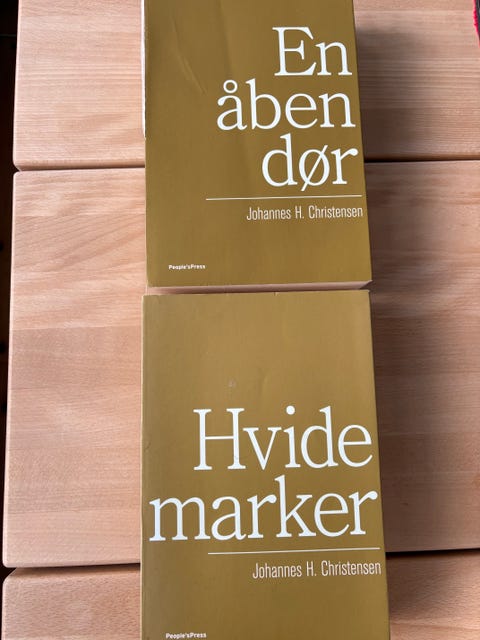 En
åben
dør
Johannes H. Christensen
People'sPress
Hvide
marker
Johannes H. Christensen
People'sPress